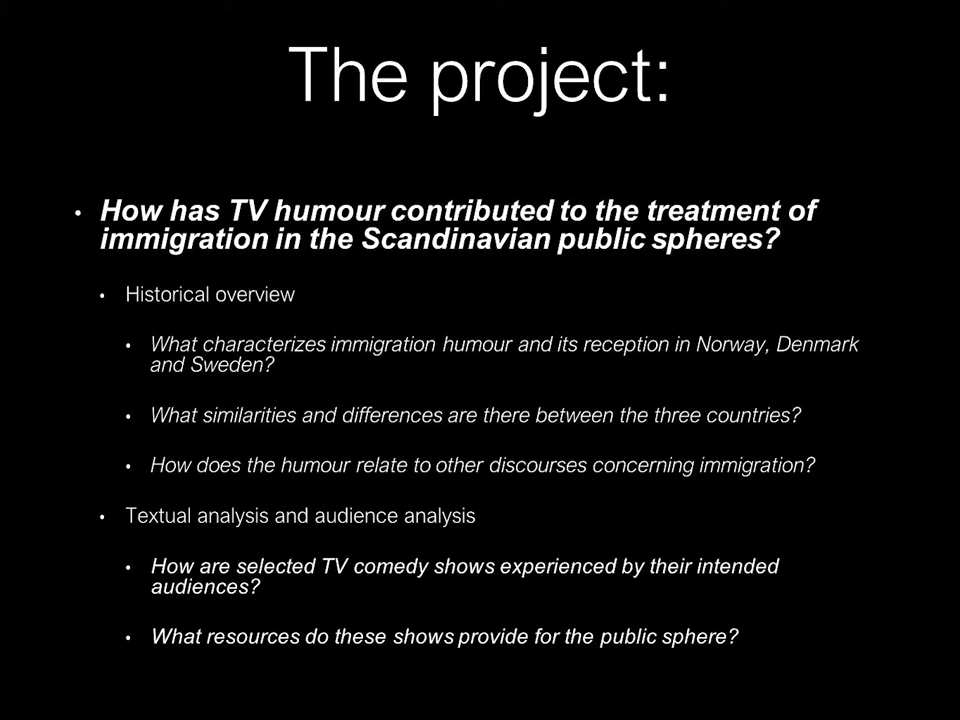 The project:
• How has TV humour contributed to the treatment of
immigration in the Scandinavian public spheres?
• Historical overview
• What characterizes immigration humour and its reception in Norway, Denmark
and Sweden?
• What similarities and differences are there between the three countries?
• How does the humour relate to other discourses concerning immigration?
• Textual analysis and audience analysis
• How are selected TV comedy shows experienced by their intended
audiences?
• What resources do these shows provide for the public sphere?